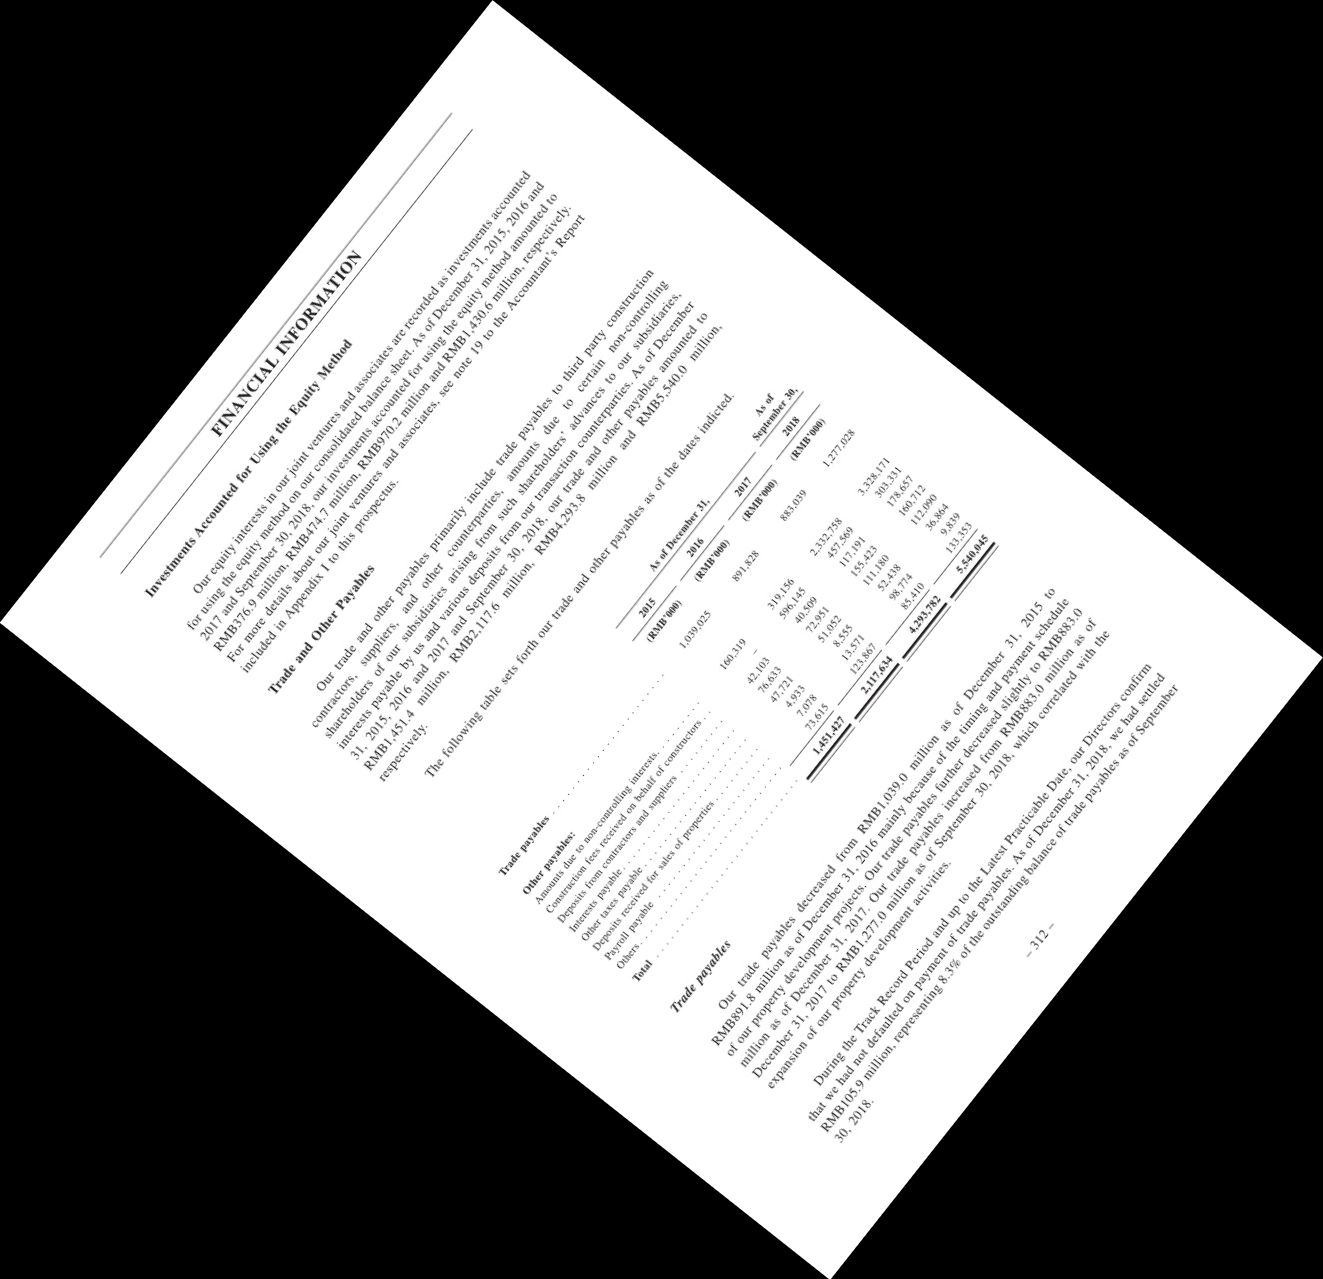 FINANCIAL INFORMATION
Investments Accounted for Using the Equity Method
Our equity interests in our joint ventures and associates are recorded as investments accounted
for using the equity method on our consolidated balance sheet. As of December 31, 2015, 2016 and
2017 and September 30, 2018, our investments accounted for using the equity method amounted to
RMB376.9 million, RMB474.7 million, RMB970.2 million and RMB1,430.6 million, respectively.
For more details about our joint ventures and associates, see note 19 to the Accountant's Report
included in Appendix I to this prospectus.
Trade and Other Payables
Our trade and other payables primarily include trade payables to third party construction
contractors, suppliers, and other counterparties, amounts due to certain non-controlling
shareholders of our subsidiaries arising from such shareholders' advances to our subsidiaries,
interests payable by us and various deposits from our transaction counterparties. As of December
31, 2015, 2016 and 2017 and September 30, 2018, our trade and other payables amounted to
RMB1,451.4 million, RMB2,117.6 million, RMB4,293.8 million and RMB5,540.0 million,
respectively.
The following table sets forth our trade and other payables as of the dates indicted.
As of December 31, As of September 30,
2015 2016 2017 2018
(RMB'000) (RMB'000) (RMB'000) (RMB'000)
Trade payables 1,039,025 891,828 883,039 1,277,028
Other payables:
Amounts due to non-controlling interests 160,319 319,156 2,332,758 3,328,171
Construction fees received on behalf of constructors – 596,145 457,569 303,331
Deposits from contractors and suppliers 42,103 40,509 117,191 178,657
Interests payable 76,633 72,951 155,423 160,712
Other taxes payable 47,721 51,052 111,180 112,090
Deposits received for sales of properties 4,933 8,555 52,438 36,864
Payroll payable 7,078 13,571 98,774 9,839
Others 73,615 123,867 85,410 133,353
Total 1,451,427 2,117,634 4,293,782 5,540,045
Trade payables
Our trade payables decreased from RMB1,039.0 million as of December 31, 2015 to
RMB891.8 million as of December 31, 2016 mainly because of the timing and payment schedule
of our property development projects. Our trade payables further decreased slightly to RMB883.0
million as of December 31, 2017. Our trade payables increased from RMB883.0 million as of
December 31, 2017 to RMB1,277.0 million as of September 30, 2018, which correlated with the
expansion of our property development activities.
During the Track Record Period and up to the Latest Practicable Date, our Directors confirm
that we had not defaulted on payment of trade payables. As of December 31, 2018, we had settled
RMB105.9 million, representing 8.3% of the outstanding balance of trade payables as of September
30, 2018.
– 312 –